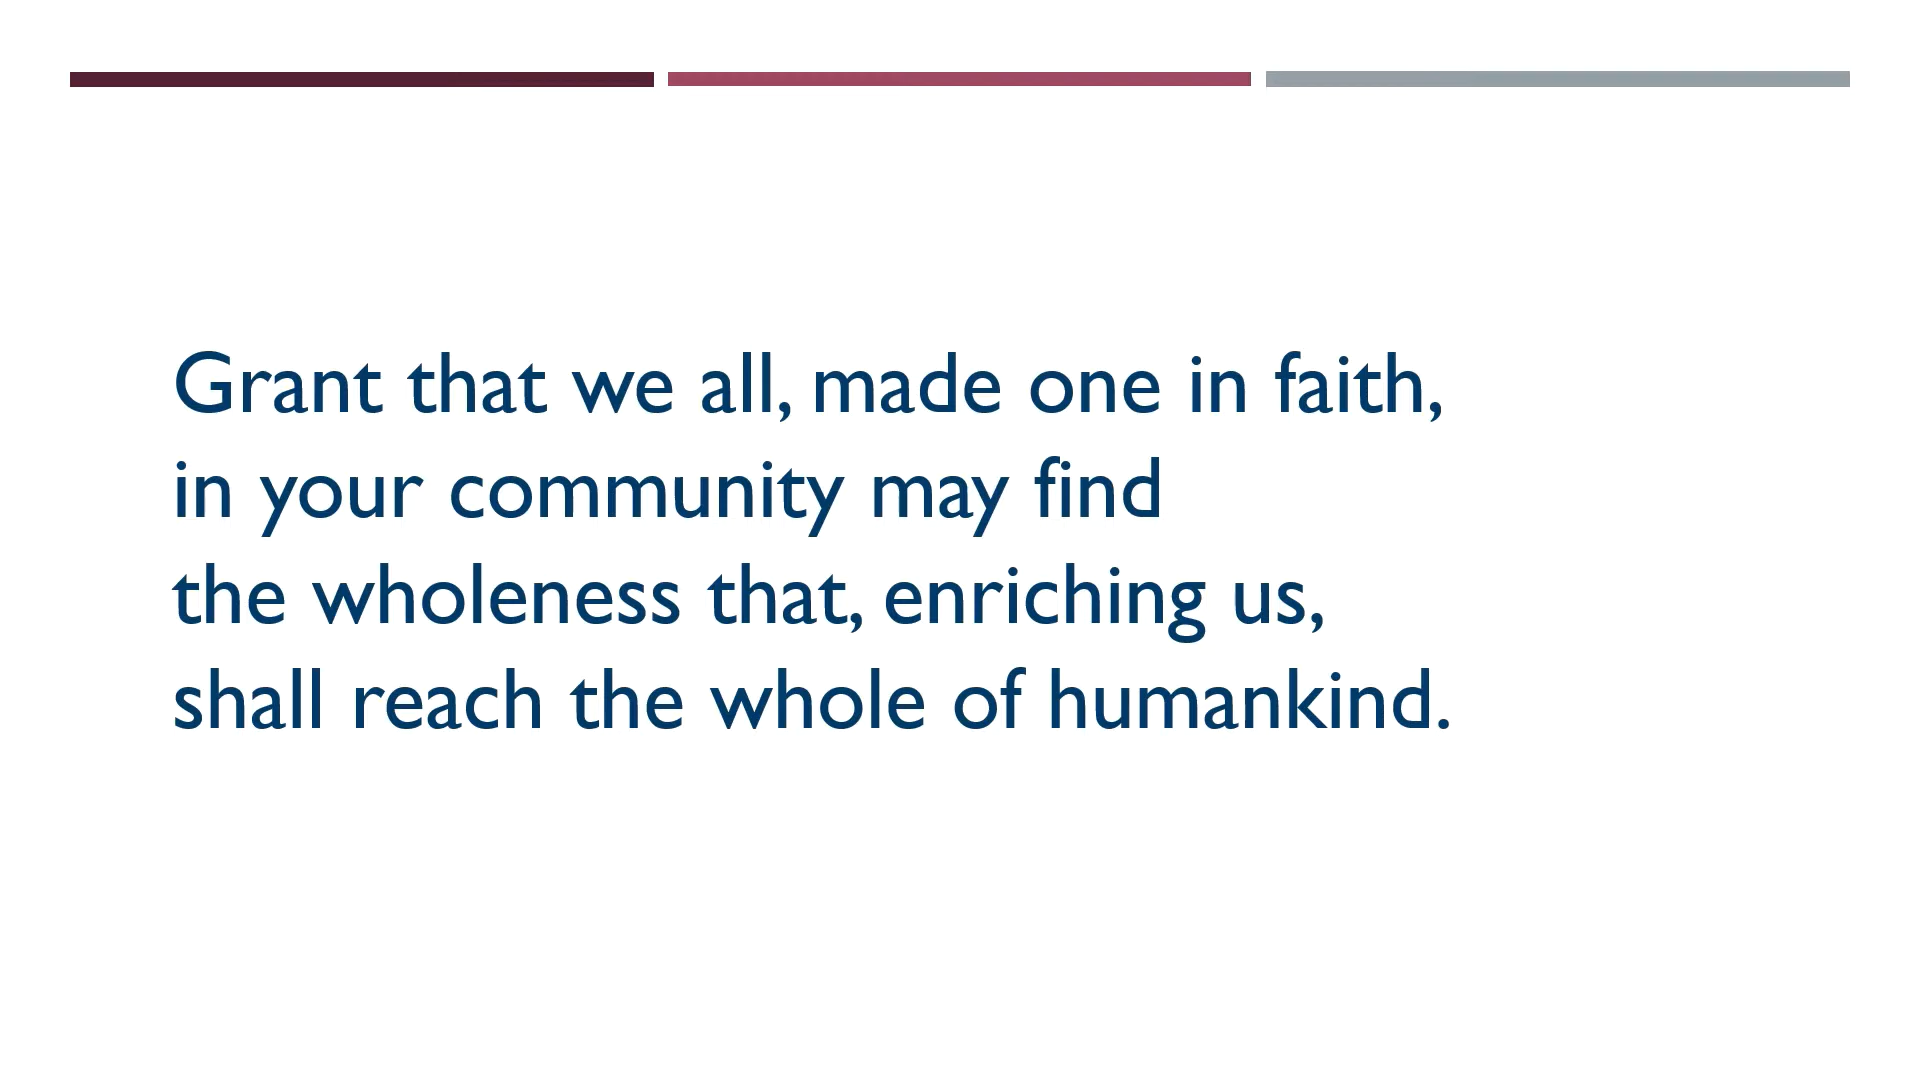 Grant that we all, made one in faith,
in your community may find
the wholeness that, enriching us,
shall reach the whole of humankind.